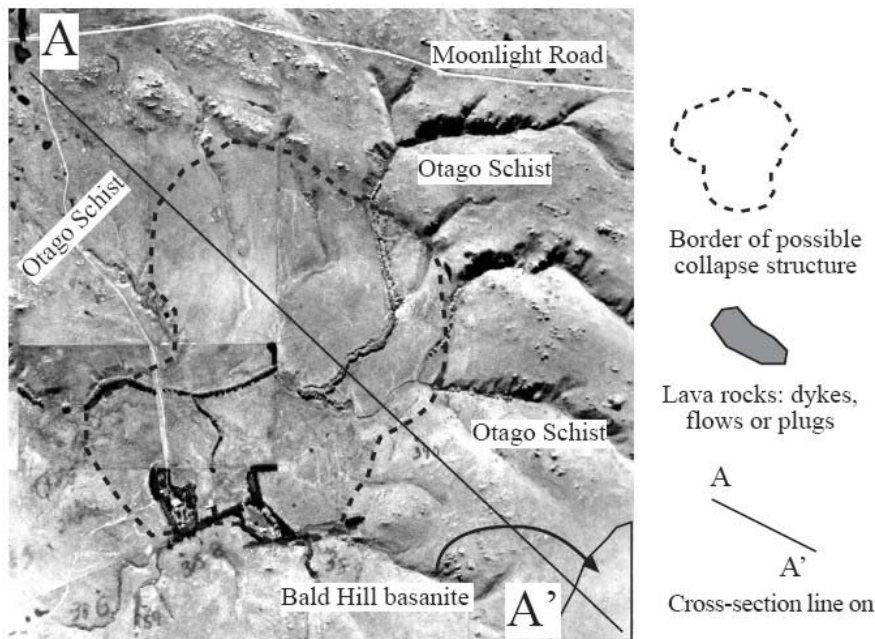 A
Moonlight Road
Otago Schist
Otago Schist
Otago Schist
Bald Hill basanite
A'
Border of possible
collapse structure
Lava rocks: dykes,
flows or plugs
A
A'
Cross-section line on